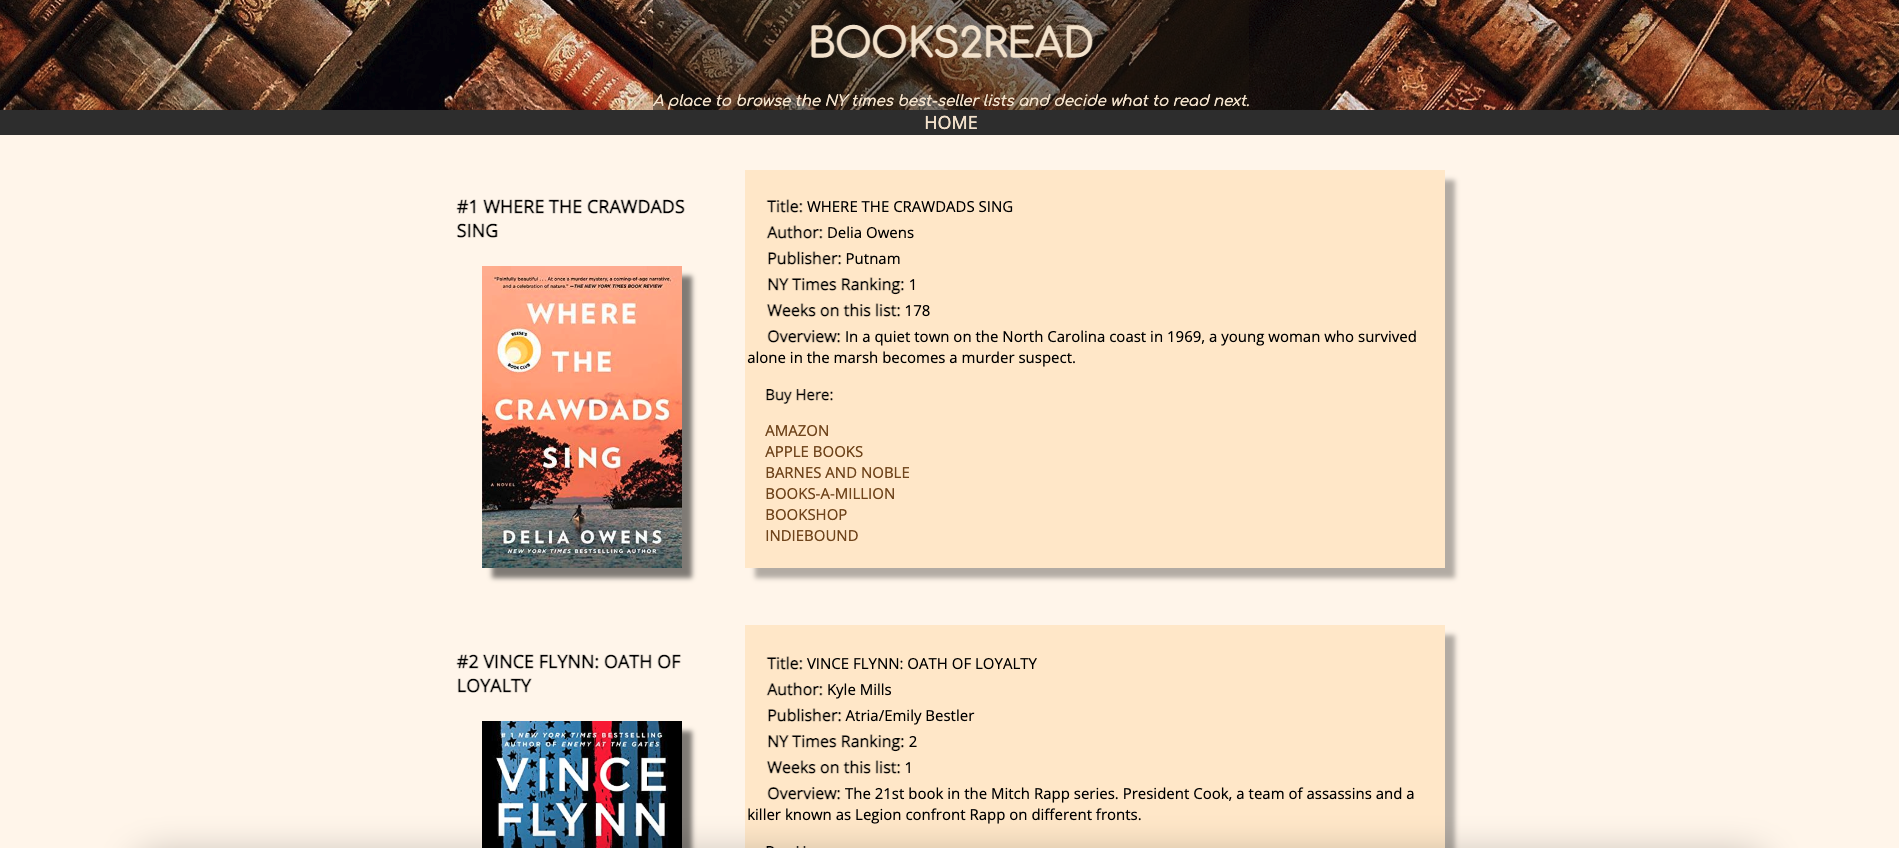 BOOKS2READ
A place to browse the NY times best-seller lists and decide what to read next.
HOME
#1 WHERE THE CRAWDADS
SING
"Painfully beautiful . . . At once a murder mystery, a coming-of-age narrative,
and a celebration of nature." —THE NEW YORK TIMES BOOK REVIEW
WHERE
REESE'S
BOOK CLUB
THE
CRAWDADS
SING
A NOVEL
DELIA OWENS
NEW YORK TIMES BESTSELLING AUTHOR
Title: WHERE THE CRAWDADS SING
Author: Delia Owens
Publisher: Putnam
NY Times Ranking: 1
Weeks on this list: 178
Overview: In a quiet town on the North Carolina coast in 1969, a young woman who survived
alone in the marsh becomes a murder suspect.
Buy Here:
AMAZON
APPLE BOOKS
BARNES AND NOBLE
BOOKS-A-MILLION
BOOKSHOP
INDIEBOUND
#2 VINCE FLYNN: OATH OF
LOYALTY
#1 NEW YORK TIMES BESTSELLING
AUTHOR OF ENEMY AT THE GATES
VINCE
FLYNN
Title: VINCE FLYNN: OATH OF LOYALTY
Author: Kyle Mills
Publisher: Atria/Emily Bestler
NY Times Ranking: 2
Weeks on this list: 1
Overview: The 21st book in the Mitch Rapp series. President Cook, a team of assassins and a
killer known as Legion confront Rapp on different fronts.